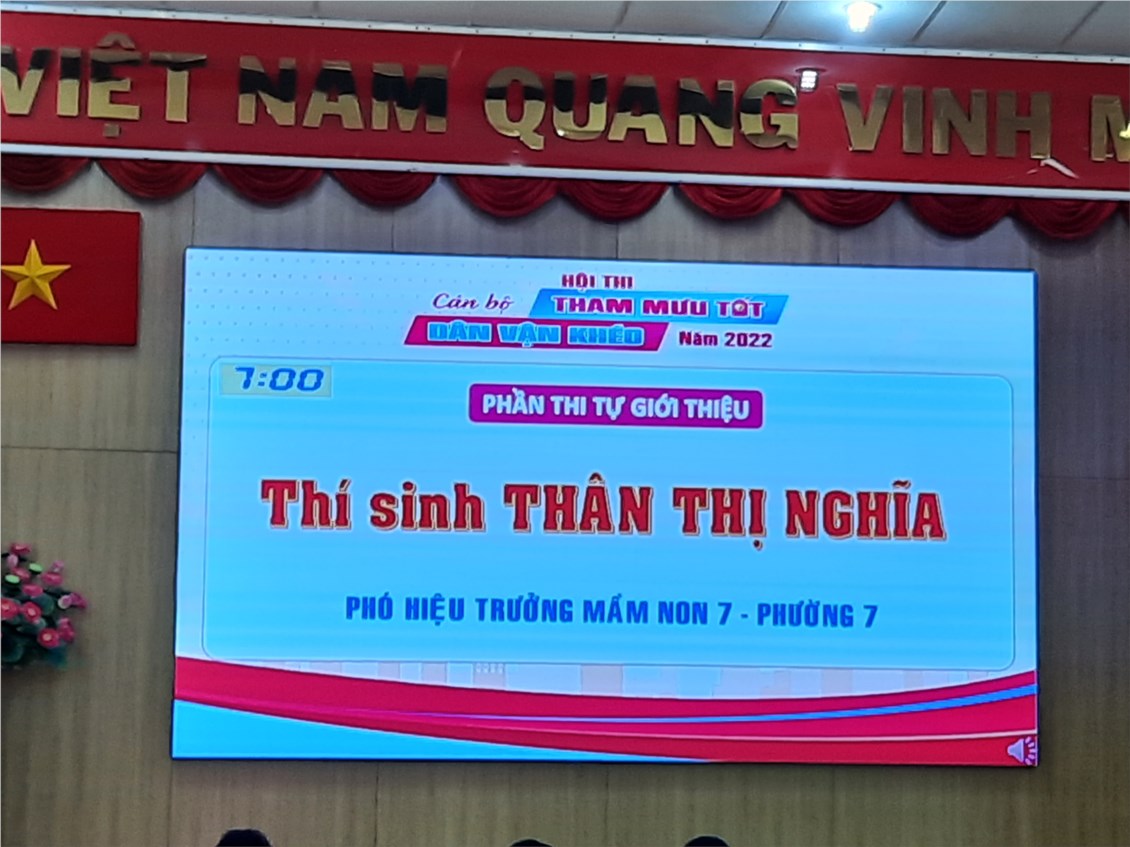 VIỆT NAM QUANG VINH M
HỘI THI
Cán bộ THAM MƯU TỐT
DÂN VẬN KHÉO Năm 2022
7:00
PHẦN THI TỰ GIỚI THIỆU
Thí sinh THÂN THỊ NGHĨA
PHÓ HIỆU TRƯỞNG MẦM NON 7 - PHƯỜNG 7